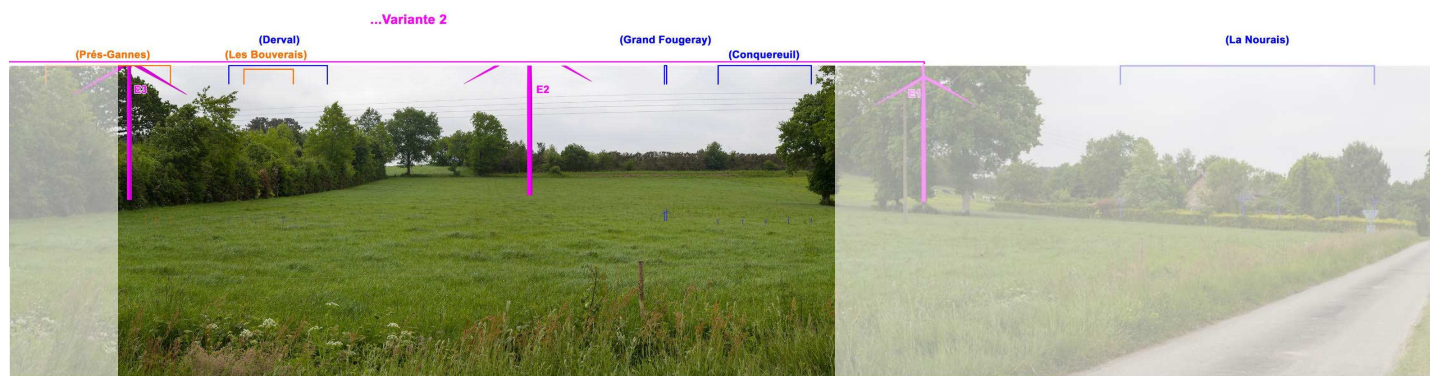 ...Variante 2
(Derval) (Grand Fougeray) (La Nourais)
(Prés-Gannes) (Les Bouverais) (Conquereuil)
E3 E2 E1